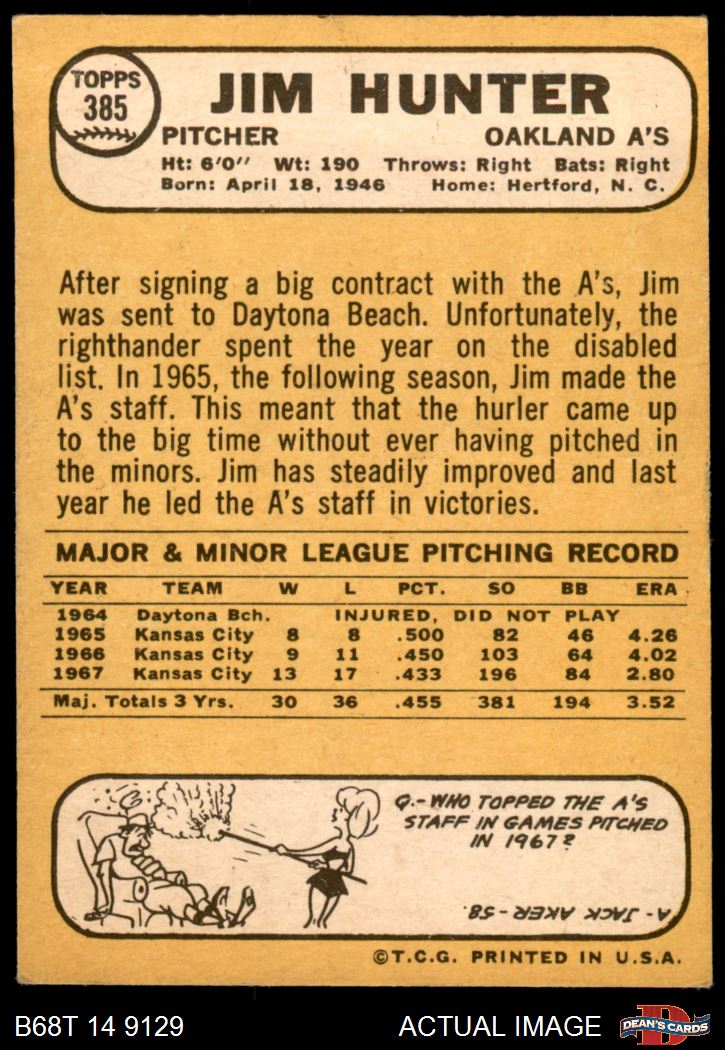 TOPPS
385
JIM HUNTER
PITCHER OAKLAND A'S
Ht: 6'0" Wt: 190 Throws: Right Bats: Right
Born: April 18, 1946 Home: Hertford, N. C.
After signing a big contract with the A's, Jim
was sent to Daytona Beach. Unfortunately, the
righthander spent the year on the disabled
list. In 1965, the following season, Jim made the
A's staff. This meant that the hurler came up
to the big time without ever having pitched in
the minors. Jim has steadily improved and last
year he led the A's staff in victories.
MAJOR & MINOR LEAGUE PITCHING RECORD
YEAR TEAM W L PCT. SO BB ERA
1964 Daytona Bch. INJURED, DID NOT PLAY
1965 Kansas City 8 8 .500 82 46 4.26
1966 Kansas City 9 11 .450 103 64 4.02
1967 Kansas City 13 17 .433 196 84 2.80
Maj. Totals 3 Yrs. 30 36 .455 381 194 3.52
Q.-WHO TOPPED THE A'S
STAFF IN GAMES PITCHED
IN 1967?
A- JACK AKER-58.
©T.C.G. PRINTED IN U.S.A.
B68T 14 9129 ACTUAL IMAGE D DEAN'S CARDS